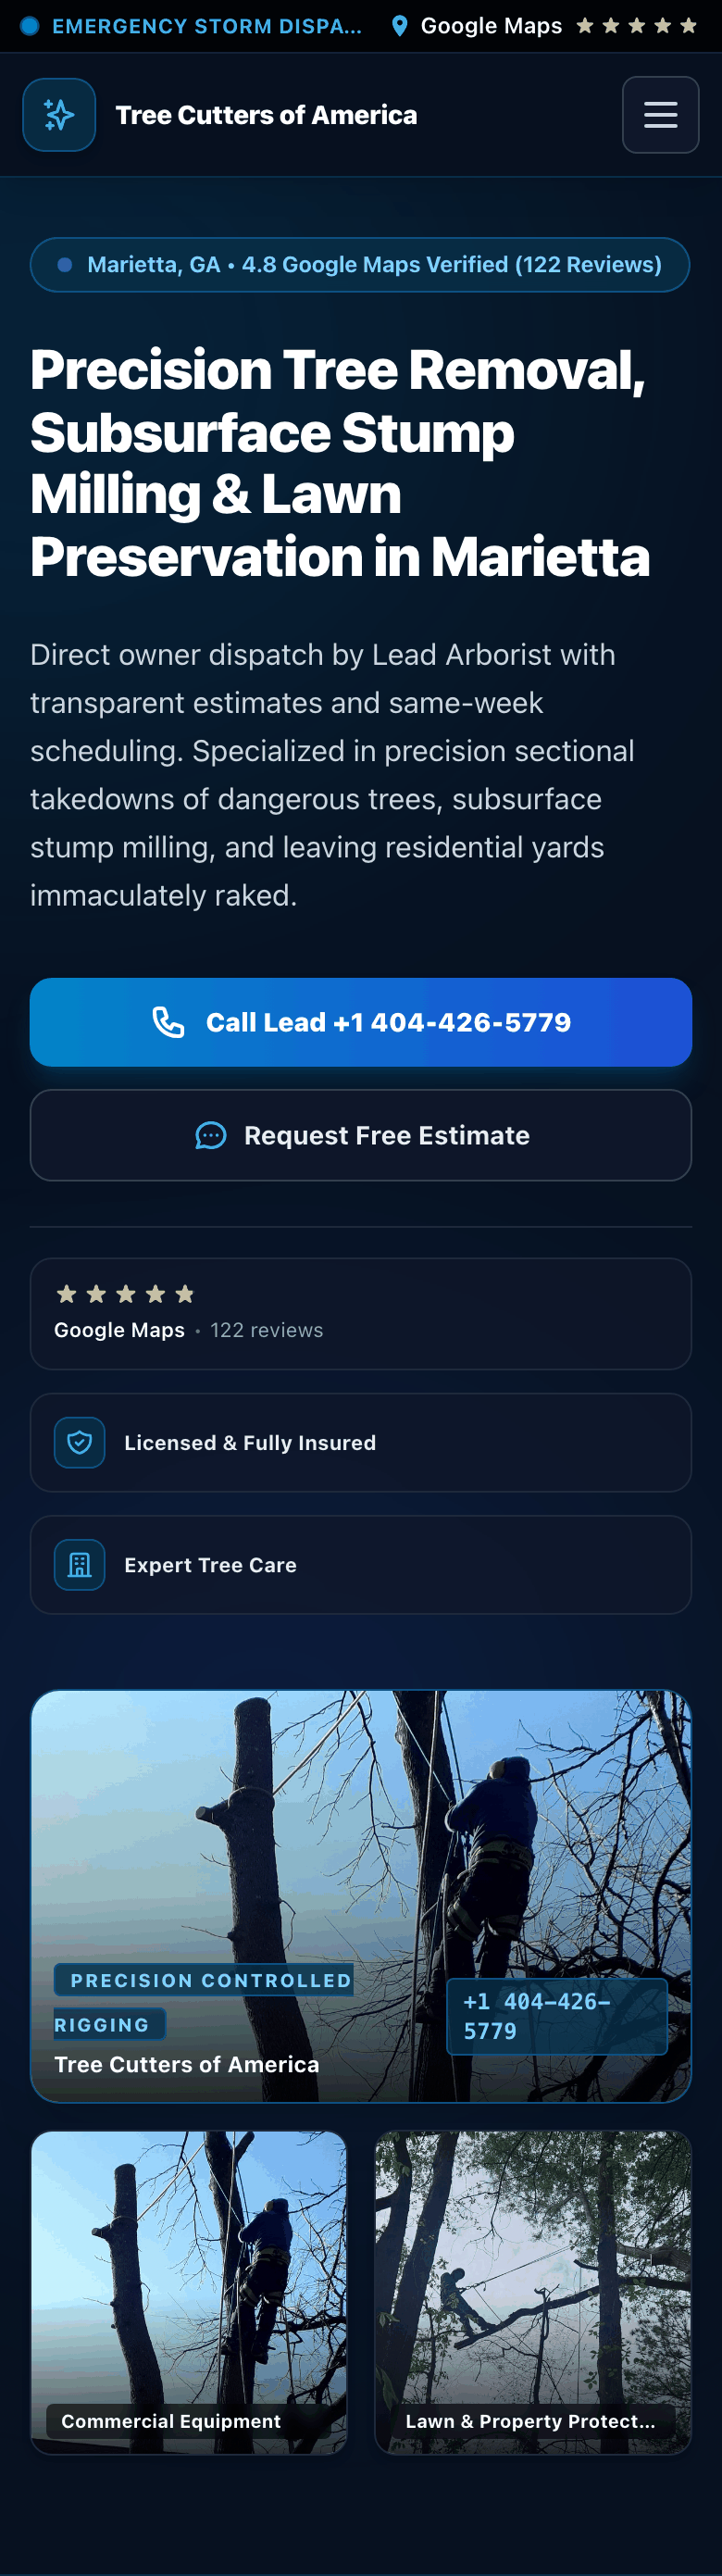 EMERGENCY STORM DISPA...
Google Maps
Tree Cutters of America
Marietta, GA • 4.8 Google Maps Verified (122 Reviews)
Precision Tree Removal,
Subsurface Stump
Milling & Lawn
Preservation in Marietta
Direct owner dispatch by Lead Arborist with
transparent estimates and same-week
scheduling. Specialized in precision sectional
takedowns of dangerous trees, subsurface
stump milling, and leaving residential yards
immaculately raked.
Call Lead +1 404-426-5779
Request Free Estimate
Google Maps • 122 reviews
Licensed & Fully Insured
Expert Tree Care
PRECISION CONTROLLED
RIGGING
Tree Cutters of America
+1 404-426-
5779
Commercial Equipment
Lawn & Property Protect...